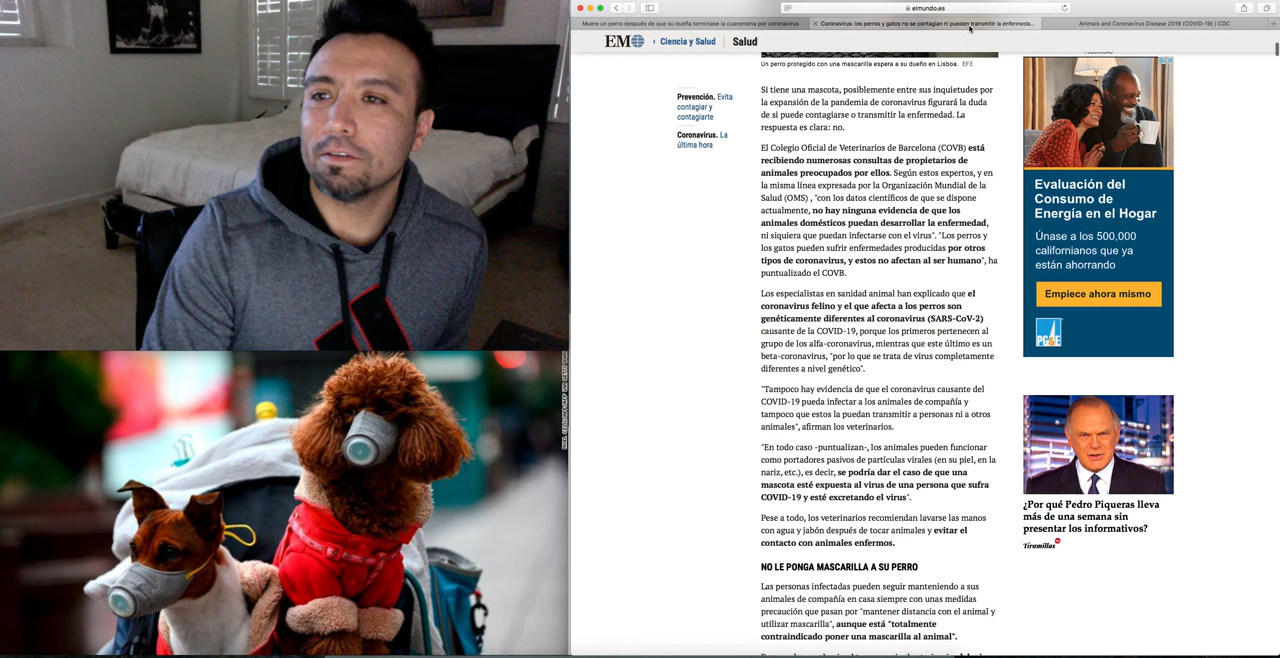 elmundo.es
Muere un perro después de que su dueña terminase la cuarentena por coronavirus
Coronavirus: los perros y gatos no se contagian ni pueden transmitir la enfermeda...
Animals and Coronavirus Disease 2019 (COVID-19) | CDC
EM
Ciencia y Salud
Salud
Un perro protegido con una mascarilla espera a su dueño en Lisboa. EFE
Prevención. Evita
contagiar y
contagiarte
Coronavirus. La
última hora
Si tiene una mascota, posiblemente entre sus inquietudes por
la expansión de la pandemia de coronavirus figurará la duda
de si puede contagiarse o transmitir la enfermedad. La
respuesta es clara: no.
El Colegio Oficial de Veterinarios de Barcelona (COVB) está
recibiendo numerosas consultas de propietarios de
animales preocupados por ellos. Según estos expertos, y en
la misma línea expresada por la Organización Mundial de la
Salud (OMS) , "con los datos científicos de que se dispone
actualmente, no hay ninguna evidencia de que los
animales domésticos puedan desarrollar la enfermedad,
ni siquiera que puedan infectarse con el virus". "Los perros y
los gatos pueden sufrir enfermedades producidas por otros
tipos de coronavirus, y estos no afectan al ser humano", ha
puntualizado el COVB.
Los especialistas en sanidad animal han explicado que el
coronavirus felino y el que afecta a los perros son
genéticamente diferentes al coronavirus (SARS-CoV-2)
causante de la COVID-19, porque los primeros pertenecen al
grupo de los alfa-coronavirus, mientras que este último es un
beta-coronavirus, "por lo que se trata de virus completamente
diferentes a nivel genético".
"Tampoco hay evidencia de que el coronavirus causante del
COVID-19 pueda infectar a los animales de compañía y
tampoco que estos la puedan transmitir a personas ni a otros
animales", afirman los veterinarios.
"En todo caso -puntualizan-, los animales pueden funcionar
como portadores pasivos de partículas virales (en su piel, en la
nariz, etc.), es decir, se podría dar el caso de que una
mascota esté expuesta al virus de una persona que sufra
COVID-19 y esté excretando el virus".
Pese a todo, los veterinarios recomiendan lavarse las manos
con agua y jabón después de tocar animales y evitar el
contacto con animales enfermos.
NO LE PONGA MASCARILLA A SU PERRO
Las personas infectadas pueden seguir manteniendo a sus
animales de compañía en casa siempre con unas medidas
precaución que pasan por "mantener distancia con el animal y
utilizar mascarilla", aunque está "totalmente
contraindicado poner una mascarilla al animal".
Evaluación del
Consumo de
Energía en el Hogar
Únase a los 500,000
californianos que ya
están ahorrando
Empiece ahora mismo
PG&E
¿Por qué Pedro Piqueras lleva
más de una semana sin
presentar los informativos?
Tiramillas